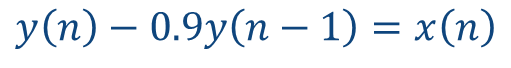 y(n) − 0.9y(n − 1) = x(n)